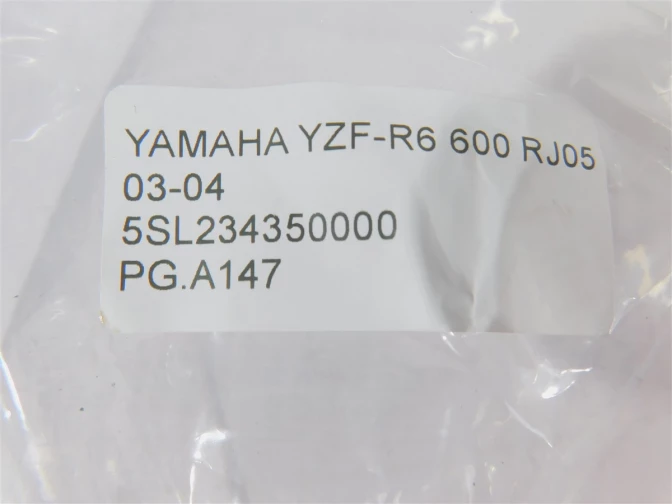 YAMAHA YZF-R6 600 RJ05
03-04
5SL234350000
PG.A147